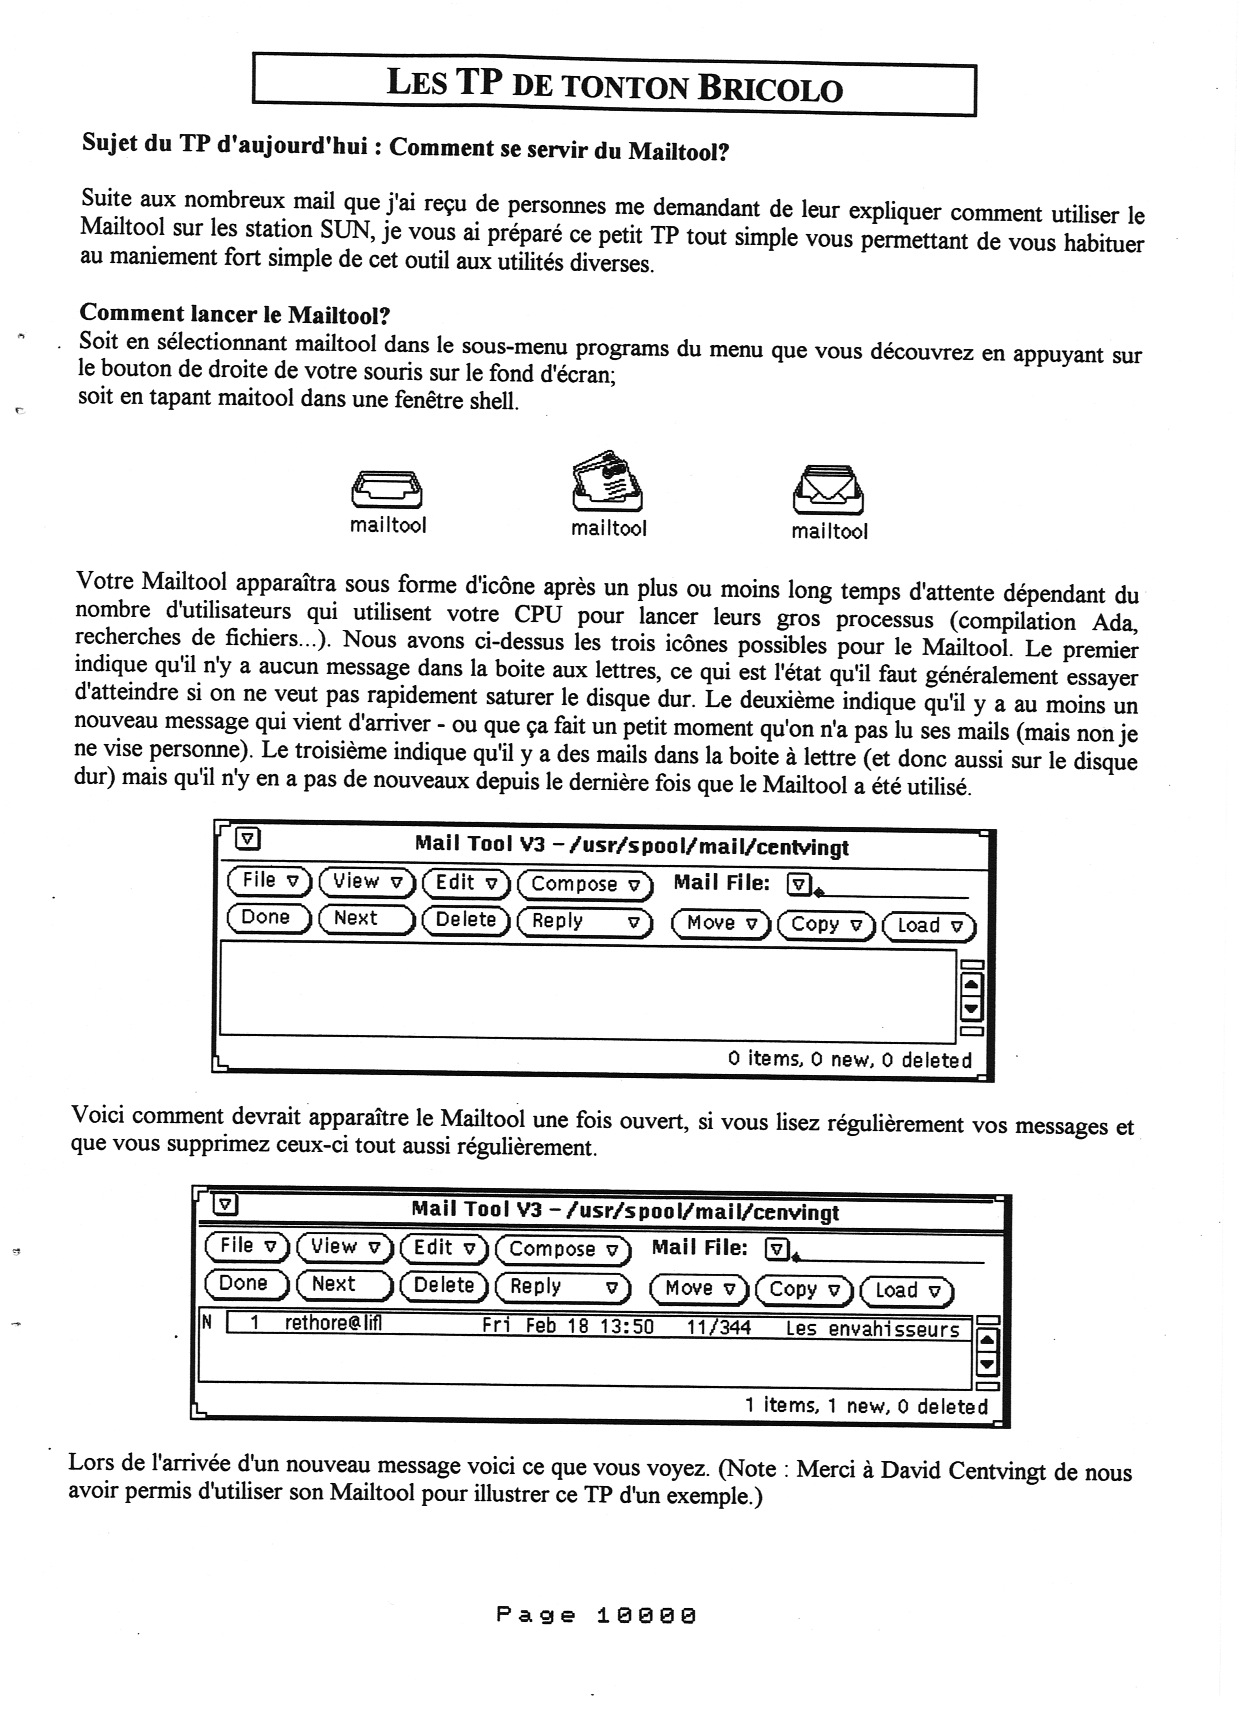 LES TP DE TONTON BRICOLO
Sujet du TP d'aujourd'hui : Comment se servir du Mailtool?
Suite aux nombreux mail que j'ai reçu de personnes me demandant de leur expliquer comment utiliser le
Mailtool sur les station SUN, je vous ai préparé ce petit TP tout simple vous permettant de vous habituer
au maniement fort simple de cet outil aux utilités diverses.
Comment lancer le Mailtool?
Soit en sélectionnant mailtool dans le sous-menu programs du menu que vous découvrez en appuyant sur
le bouton de droite de votre souris sur le fond d'écran;
soit en tapant maitool dans une fenêtre shell.
mailtool mailtool mailtool
Votre Mailtool apparaîtra sous forme d'icône après un plus ou moins long temps d'attente dépendant du
nombre d'utilisateurs qui utilisent votre CPU pour lancer leurs gros processus (compilation Ada,
recherches de fichiers...). Nous avons ci-dessus les trois icônes possibles pour le Mailtool. Le premier
indique qu'il n'y a aucun message dans la boite aux lettres, ce qui est l'état qu'il faut généralement essayer
d'atteindre si on ne veut pas rapidement saturer le disque dur. Le deuxième indique qu'il y a au moins un
nouveau message qui vient d'arriver - ou que ça fait un petit moment qu'on n'a pas lu ses mails (mais non je
ne vise personne). Le troisième indique qu'il y a des mails dans la boite à lettre (et donc aussi sur le disque
dur) mais qu'il n'y en a pas de nouveaux depuis le dernière fois que le Mailtool a été utilisé.
Mail Tool V3 - /usr/spool/mail/centvingt
File View Edit Compose Mail File:
Done Next Delete Reply Move Copy Load
0 items, 0 new, 0 deleted
Voici comment devrait apparaître le Mailtool une fois ouvert, si vous lisez régulièrement vos messages et
que vous supprimez ceux-ci tout aussi régulièrement.
Mail Tool V3 - /usr/spool/mail/cenvingt
File View Edit Compose Mail File:
Done Next Delete Reply Move Copy Load
N 1 rethore@lifl Fri Feb 18 13:50 11/344 Les envahisseurs
1 items, 1 new, 0 deleted
Lors de l'arrivée d'un nouveau message voici ce que vous voyez. (Note : Merci à David Centvingt de nous
avoir permis d'utiliser son Mailtool pour illustrer ce TP d'un exemple.)
Page 10000